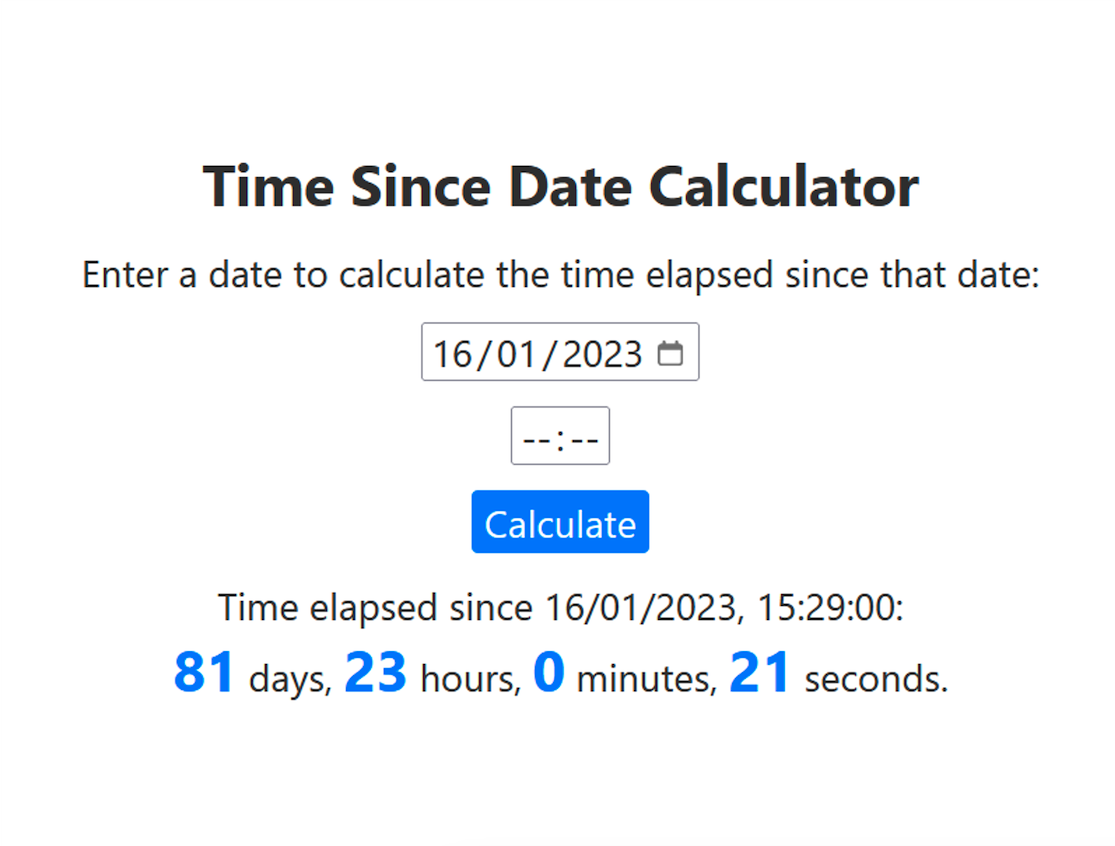 Time Since Date Calculator
Enter a date to calculate the time elapsed since that date:
16/01/2023
--:--
Calculate
Time elapsed since 16/01/2023, 15:29:00:
81 days, 23 hours, 0 minutes, 21 seconds.